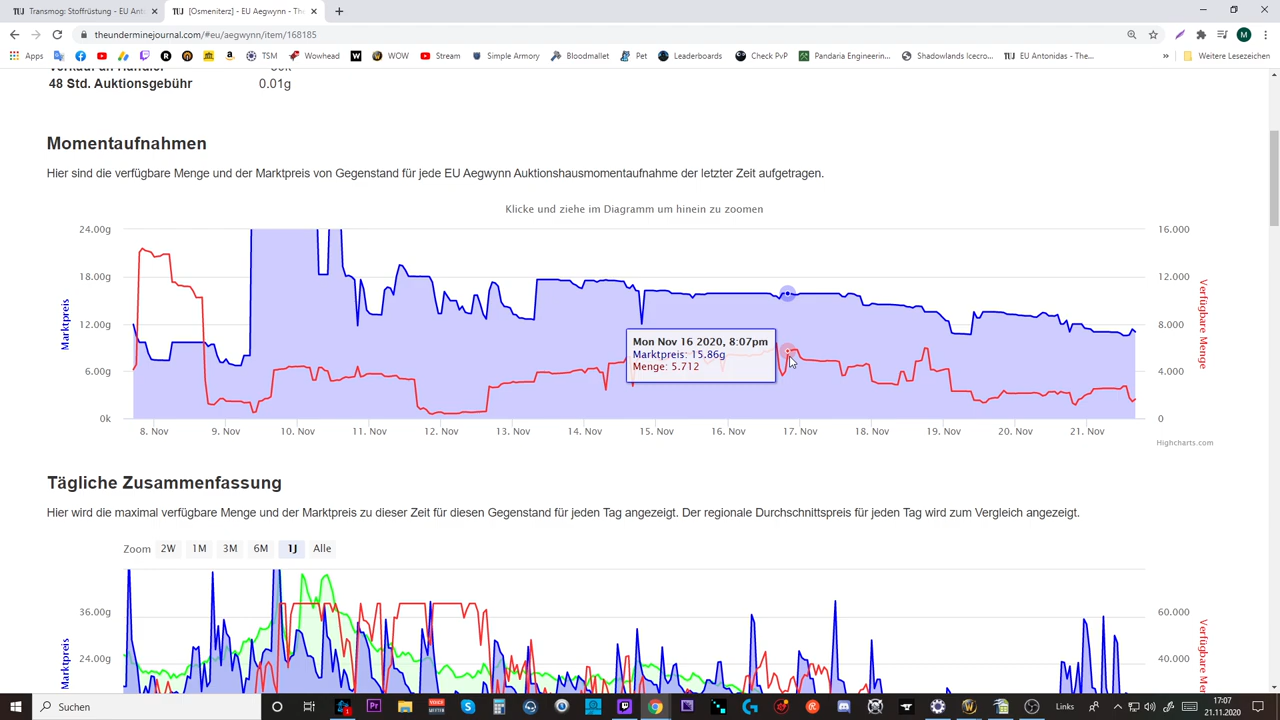 Transmog: Stoffrüstung - EU Ant
[Osmeniterz] - EU Aegwynn
theunderminejournal.com/#eu/aegwynn/item/168185
M
Apps
TSM
Wowhead
WOW
Stream
Simple Armor
Bloodmallet
Pet
Leaderboards
Check PvP
Pandaria Engineerin...
Shadowlands Icecro...
EU Antonidas - The...
Weitere Lesezeichen
48 Std. Auktionsgebühr 0.01g
Momentaufnahmen
Hier sind die verfügbare Menge und der Marktpreis von Gegenstand für jede EU Aegwynn Auktionshausmomentaufnahme der letzter Zeit aufgetragen.
Klicke und ziehe im Diagramm um hinein zu zoomen
24.00g 16.000
18.00g 12.000
12.00g 8.000
6.00g 4.000
0k 0
Marktpreis
Verfügbare Menge
Mon Nov 16 2020, 8:07pm
Marktpreis: 15.86g
Menge: 5.712
8. Nov 9. Nov 10. Nov 11. Nov 12. Nov 13. Nov 14. Nov 15. Nov 16. Nov 17. Nov 18. Nov 19. Nov 20. Nov 21. Nov
Highcharts.com
Tägliche Zusammenfassung
Hier wird die maximal verfügbare Menge und der Marktpreis zu dieser Zeit für diesen Gegenstand für jeden Tag angezeigt. Der regionale Durchschnittspreis für jeden Tag wird zum Vergleich angezeigt.
Zoom 2W 1M 3M 6M 1J Alle
36.00g 60.000
24.00g 40.000
Marktpreis
Verfügbare Menge
Suchen
Links
17:07
21.11.2020